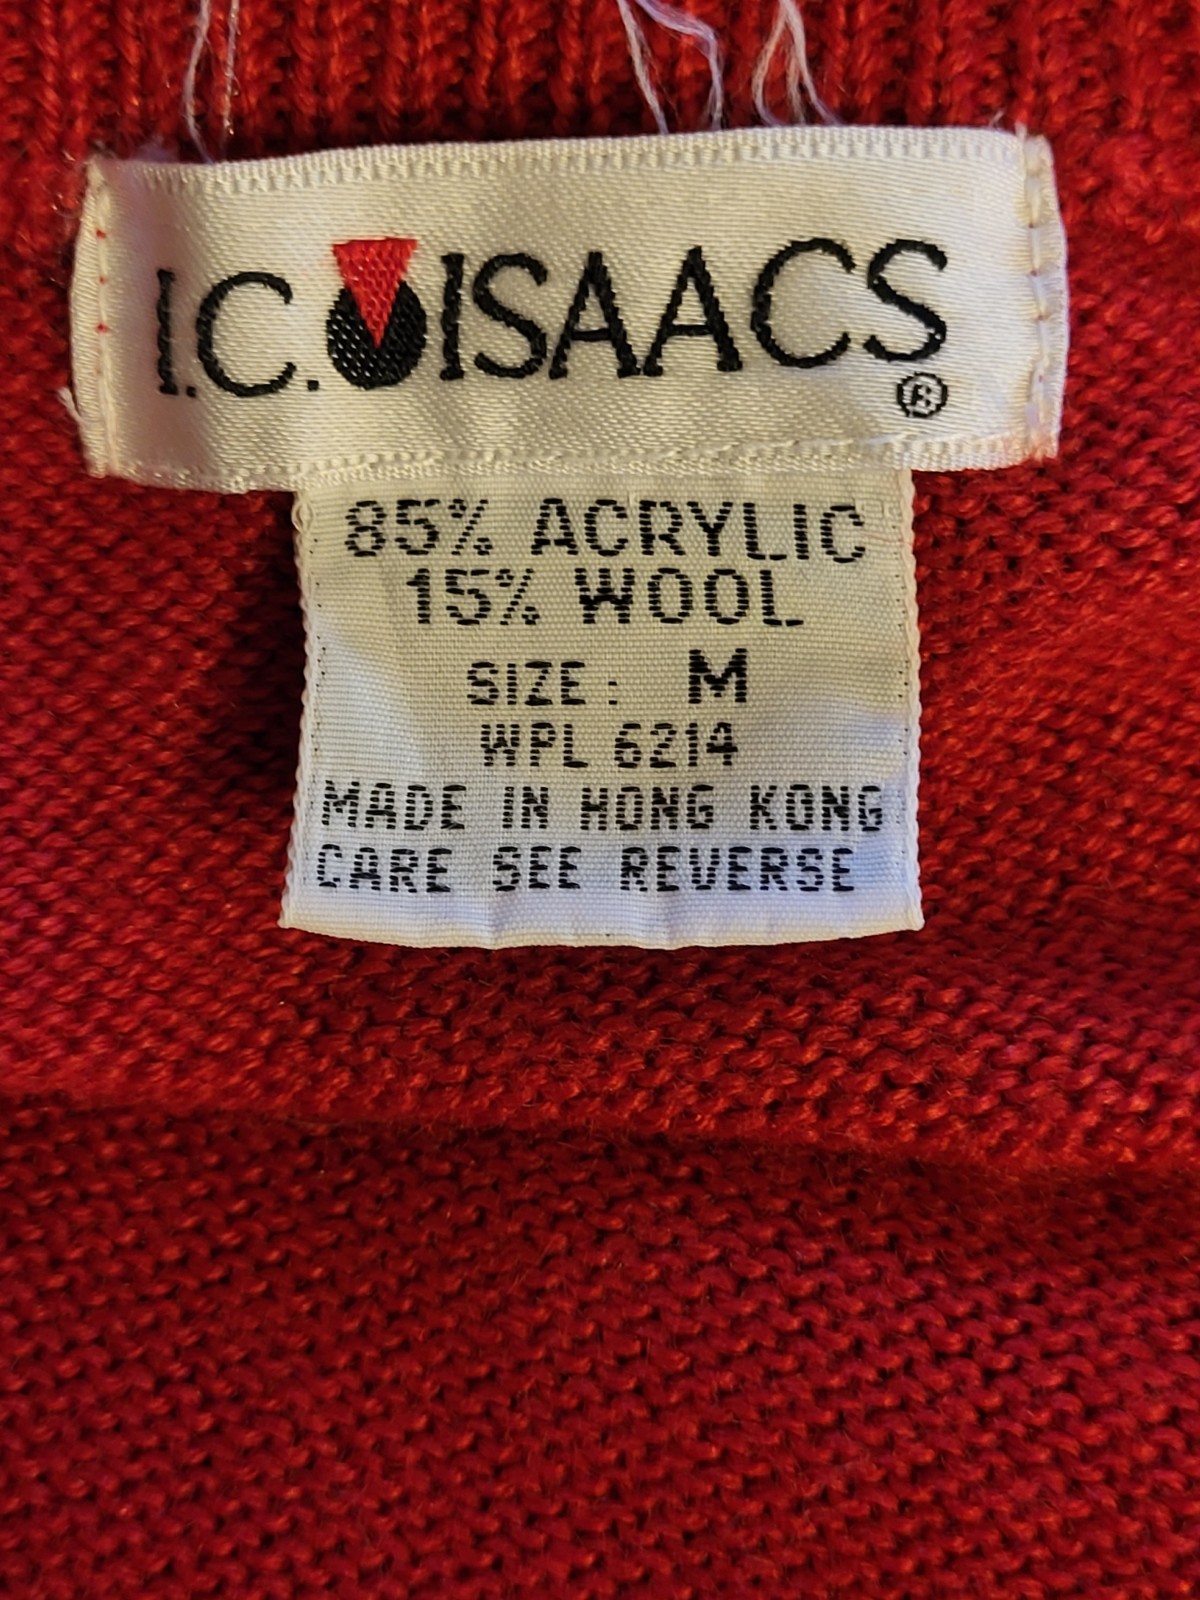 I.C. ISAACS ®
85% ACRYLIC
15% WOOL
SIZE: M
WPL 6214
MADE IN HONG KONG
CARE SEE REVERSE